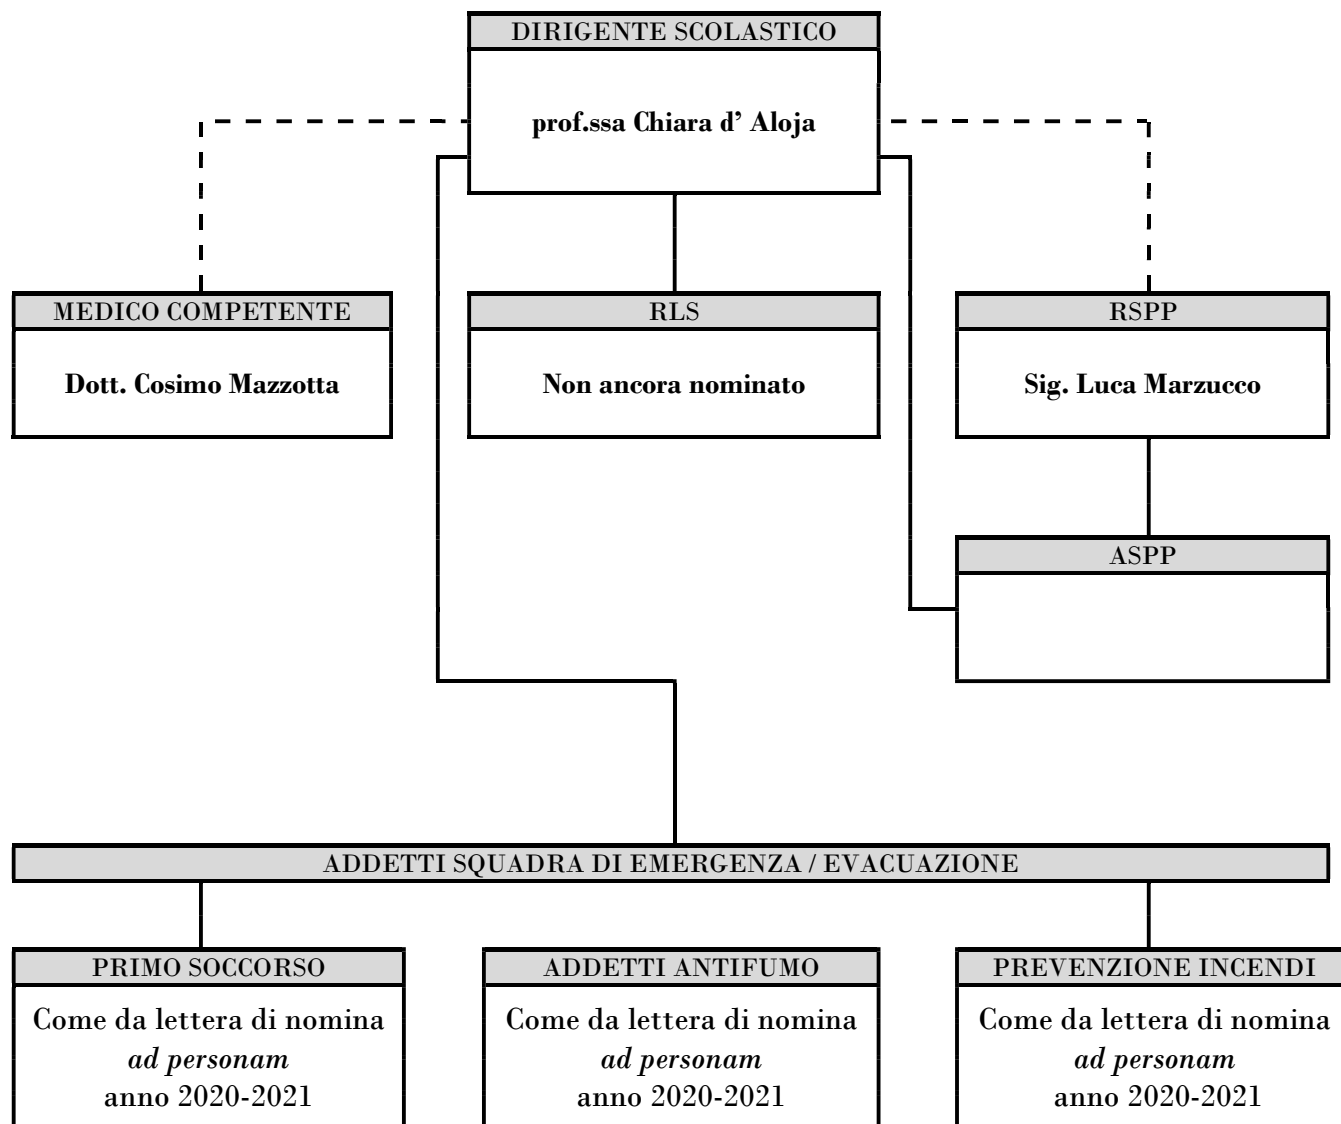 DIRIGENTE SCOLASTICO
prof.ssa Chiara d’ Aloja
MEDICO COMPETENTE
Dott. Cosimo Mazzotta
RLS
Non ancora nominato
RSPP
Sig. Luca Marzucco
ASPP
ADDETTI SQUADRA DI EMERGENZA / EVACUAZIONE
PRIMO SOCCORSO
Come da lettera di nomina
ad personam
anno 2020-2021
ADDETTI ANTIFUMO
Come da lettera di nomina
ad personam
anno 2020-2021
PREVENZIONE INCENDI
Come da lettera di nomina
ad personam
anno 2020-2021